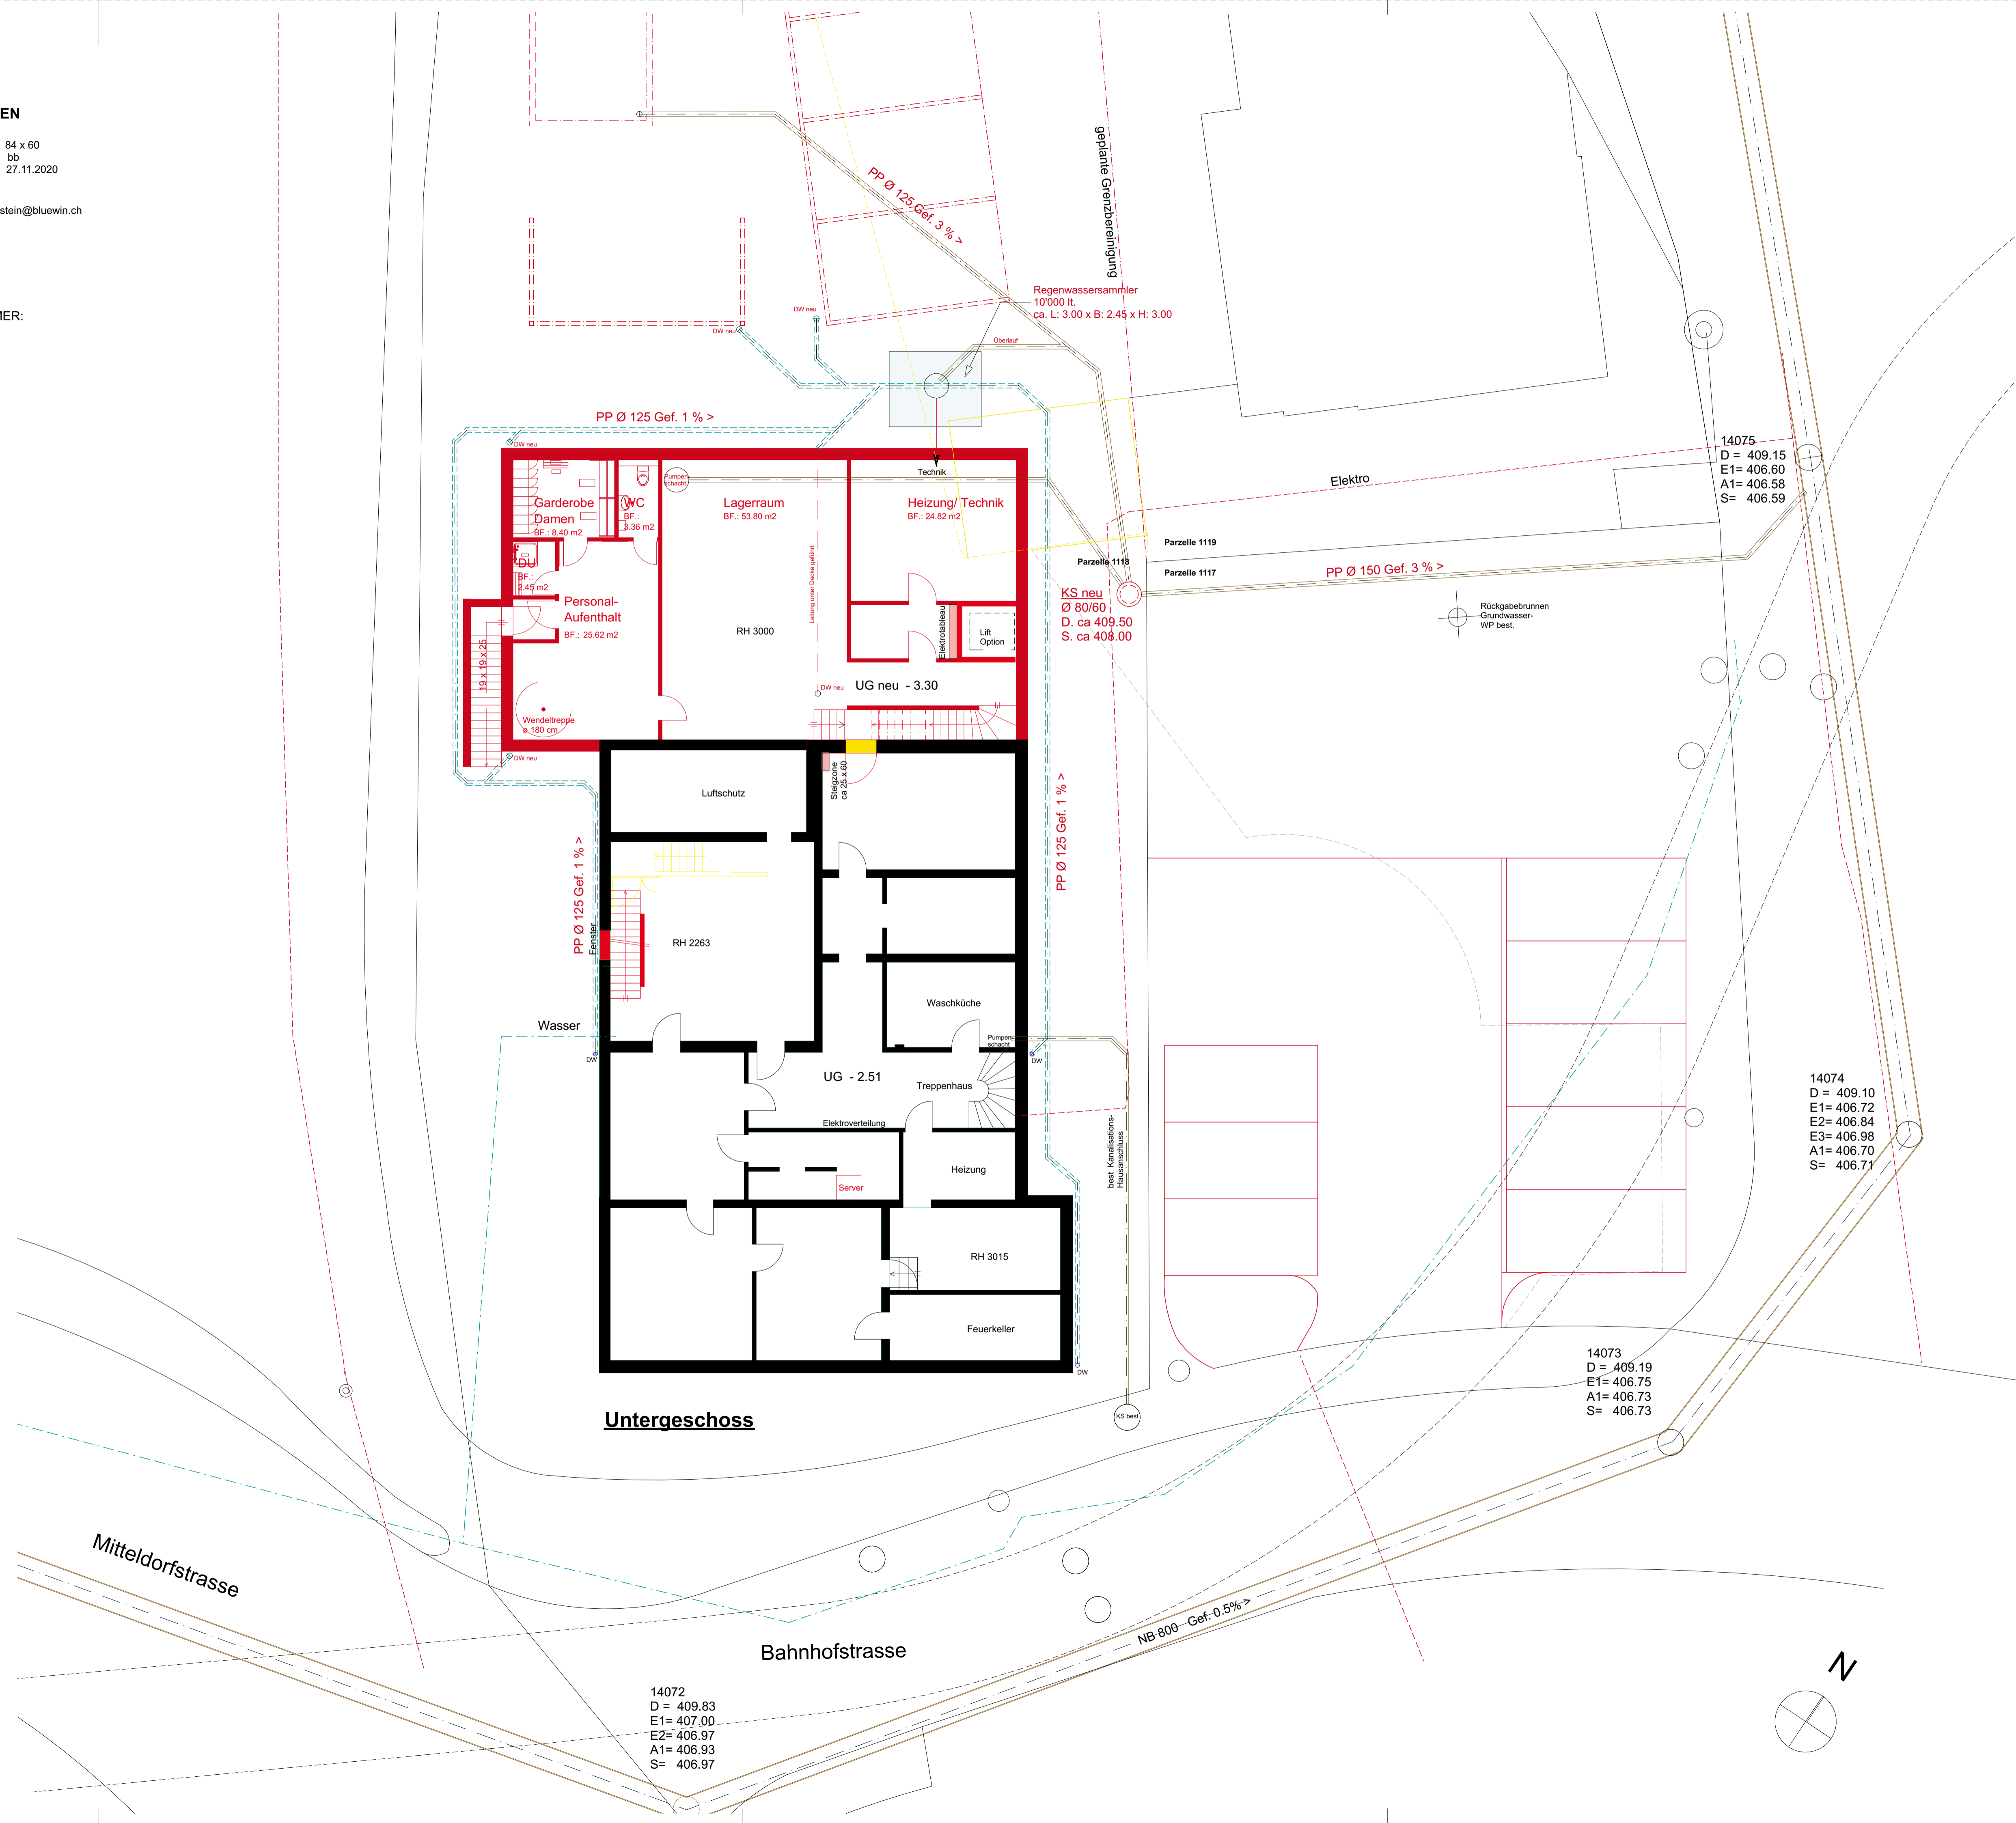 EN
84 x 60
bb
27.11.2020
stein@bluewin.ch
MER:
PP Ø 125 Gef. 3 % >
geplante Grenzbereinigung
Regenwassersammler
10'000 lt.
ca. L: 3.00 x B: 2.45 x H: 3.00
DW neu
DW neu
Überlauf
PP Ø 125 Gef. 1 % >
DW neu
Technik
Pumpen-
schacht
Garderobe
Damen
BF.: 8.40 m2
WC
BF.:
3.36 m2
Lagerraum
BF.: 53.80 m2
Heizung/ Technik
BF.: 24.82 m2
DU
BF.:
2.45 m2
Personal-
Aufenthalt
BF.: 25.62 m2
RH 3000
Leitung unter Decke geführt
Elektrotableau
Lift
Option
19 x 19 x 25
Wendeltreppe
ø 180 cm
DW neu
UG neu - 3.30
DW neu
Elektro
14075
D = 409.15
E1= 406.60
A1= 406.58
S= 406.59
Parzelle 1119
Parzelle 1118
Parzelle 1117
PP Ø 150 Gef. 3 % >
KS neu
Ø 80/60
D. ca 409.50
S. ca 408.00
Rückgabebrunnen
Grundwasser-
WP best.
Luftschutz
Steigzone
ca 25 x 60
PP Ø 125 Gef. 1 % >
PP Ø 125 Gef. 1 % >
Fenster
RH 2263
Waschküche
Wasser
Pumpen-
schacht
DW
DW
UG - 2.51
Treppenhaus
Elektroverteilung
Heizung
Server
best Kanalisations-
Hausanschluss
RH 3015
Feuerkeller
DW
KS best
14074
D = 409.10
E1= 406.72
E2= 406.84
E3= 406.98
A1= 406.70
S= 406.71
14073
D = 409.19
E1= 406.75
A1= 406.73
S= 406.73
Untergeschoss
Mitteldorfstrasse
Bahnhofstrasse
NB 800 Gef. 0.5% >
14072
D = 409.83
E1= 407.00
E2= 406.97
A1= 406.93
S= 406.97
N